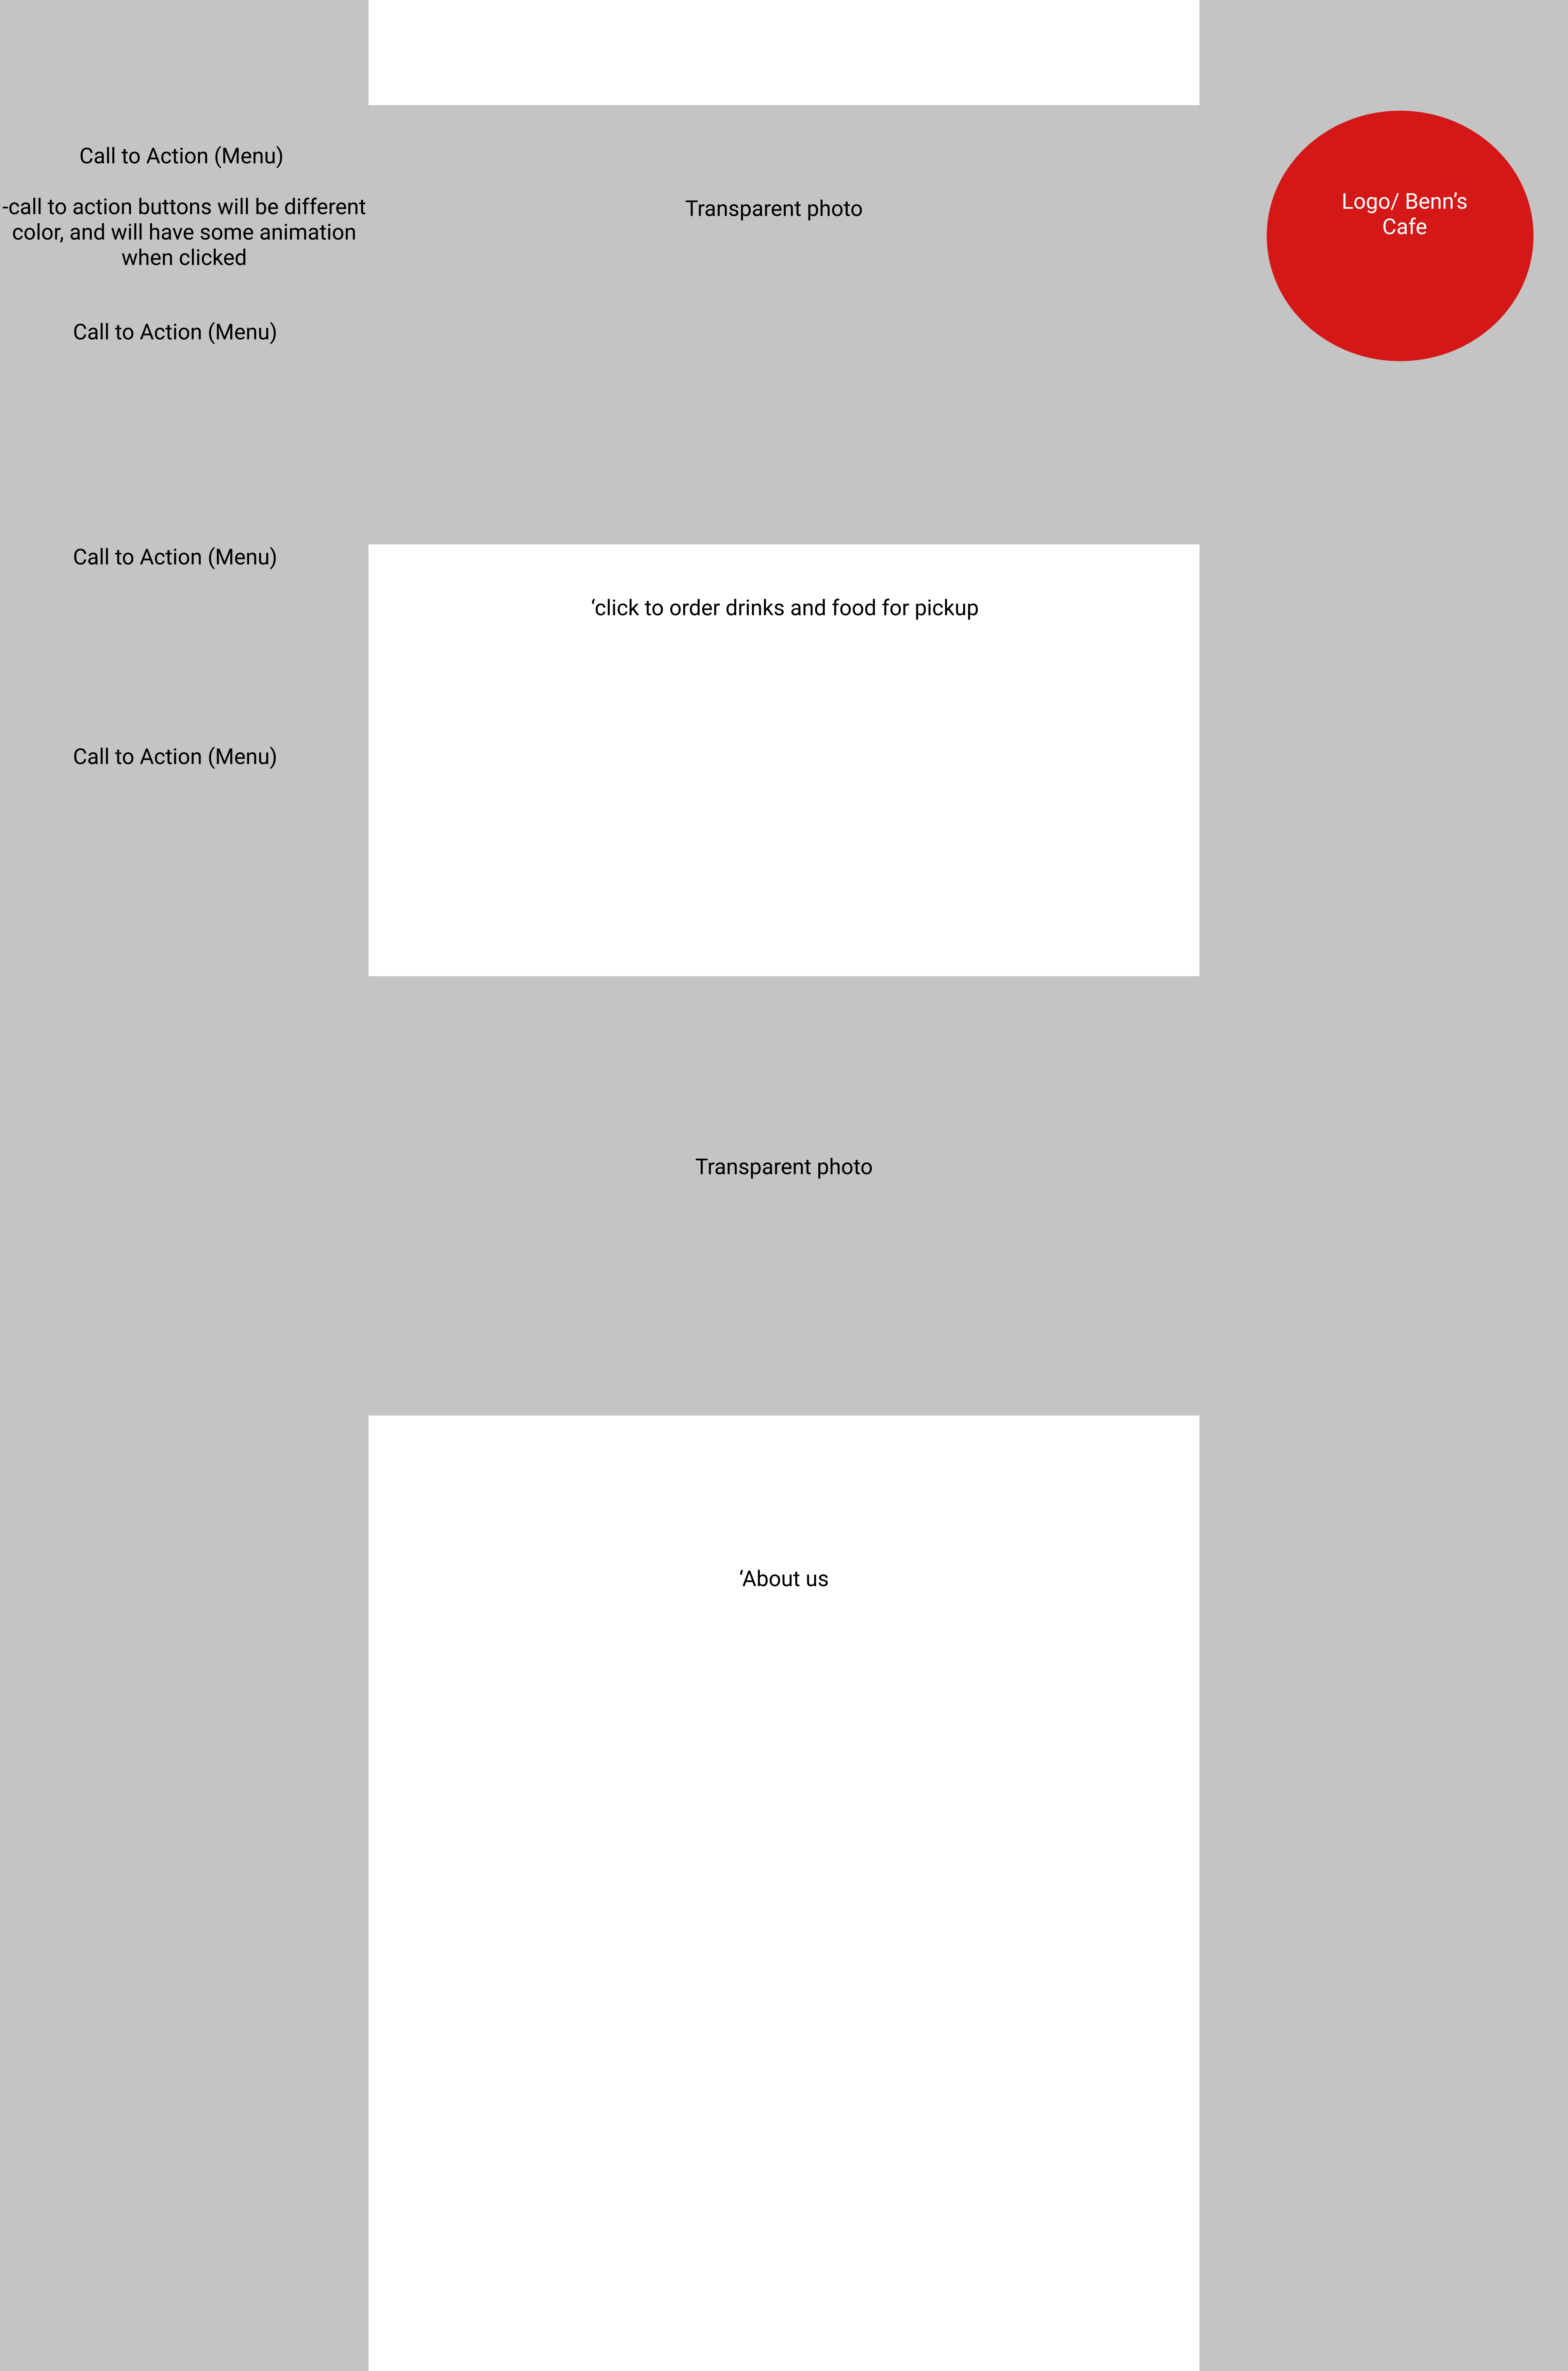 Call to Action (Menu)
-call to action buttons will be different
color, and will have some animation
when clicked
Transparent photo
Logo/ Benn’s
Cafe
Call to Action (Menu)
Call to Action (Menu)
‘click to order drinks and food for pickup
Call to Action (Menu)
Transparent photo
‘About us